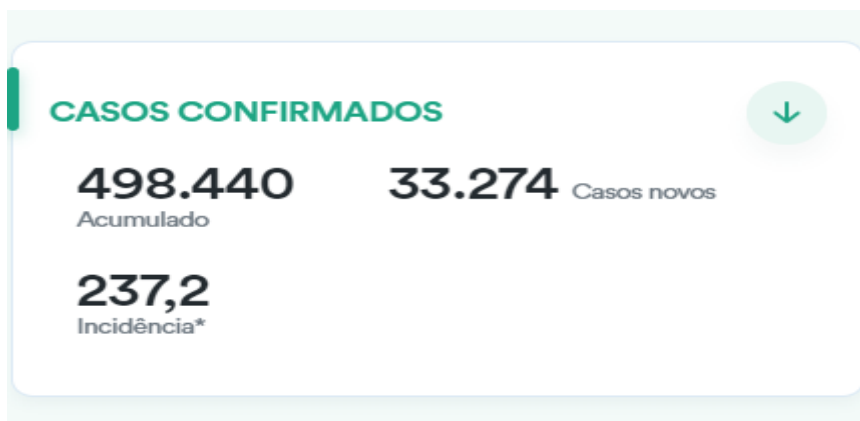 CASOS CONFIRMADOS
498.440 33.274 Casos novos
Acumulado
237,2
Incidência*